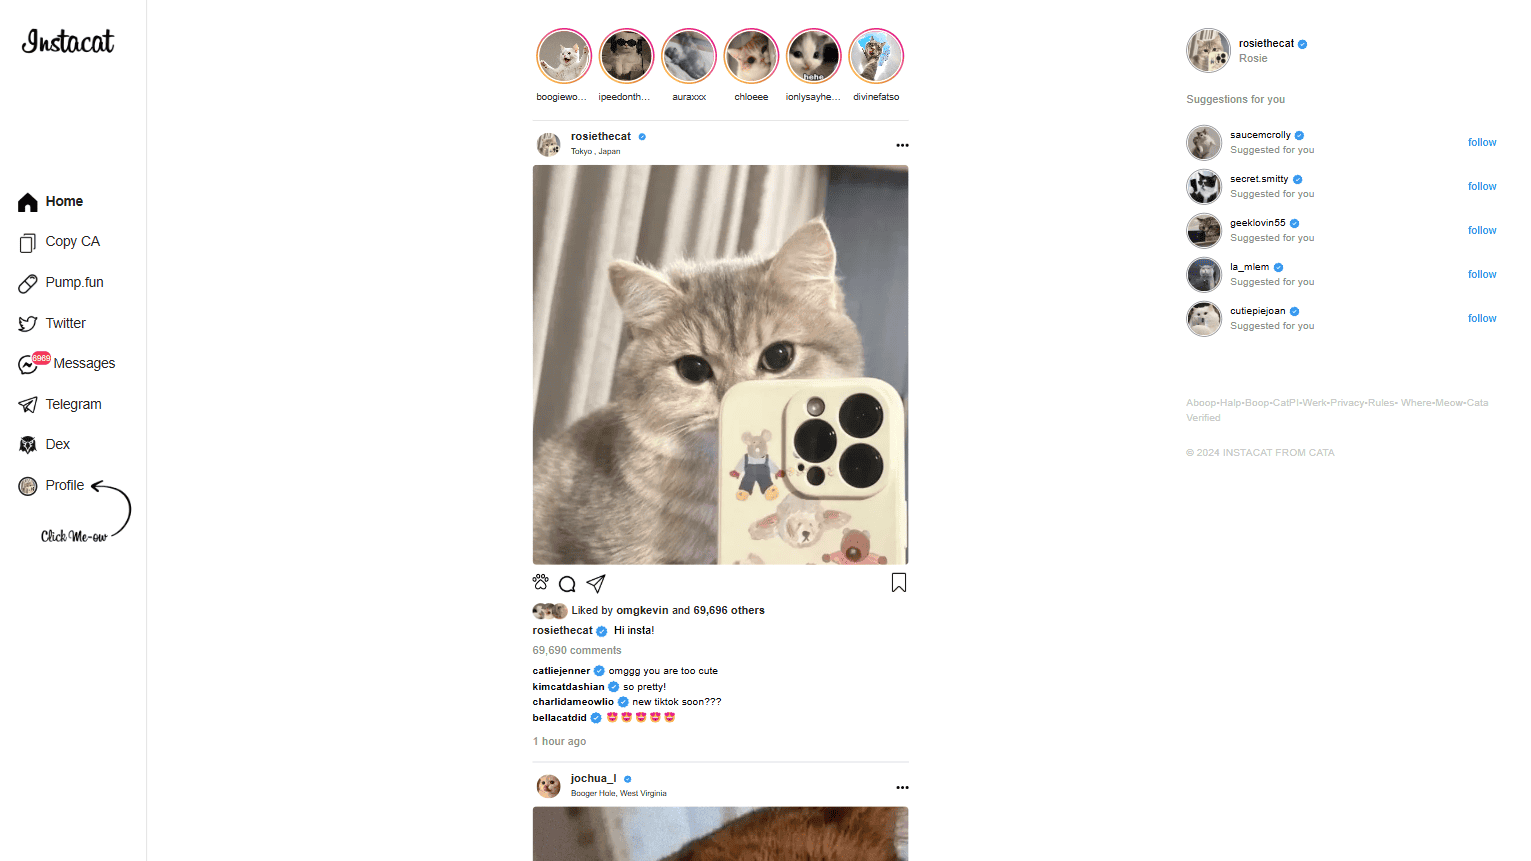 Instacat
Home
Copy CA
Pump.fun
Twitter
6969
Messages
Telegram
Dex
Profile
Click Me-ow
boogiewo...
ipeedonth...
auraxxx
chloeee
hehe
ionlysayhe...
divinefatso
rosiethecat
Tokyo , Japan
Liked by omgkevin and 69,696 others
rosiethecat Hi insta!
69,690 comments
catliejenner omggg you are too cute
kimcatdashian so pretty!
charlidameowlio new tiktok soon???
bellacatdid 😍😍😍😍😍
1 hour ago
jochua_l
Booger Hole, West Virginia
rosiethecat
Rosie
Suggestions for you
saucemcrolly
Suggested for you
follow
secret.smitty
Suggested for you
follow
geeklovin55
Suggested for you
follow
la_mlem
Suggested for you
follow
cutiepiejoan
Suggested for you
follow
Aboop•Halp•Boop•CatPI•Werk•Privacy•Rules• Where•Meow•Cata
Verified
© 2024 INSTACAT FROM CATA